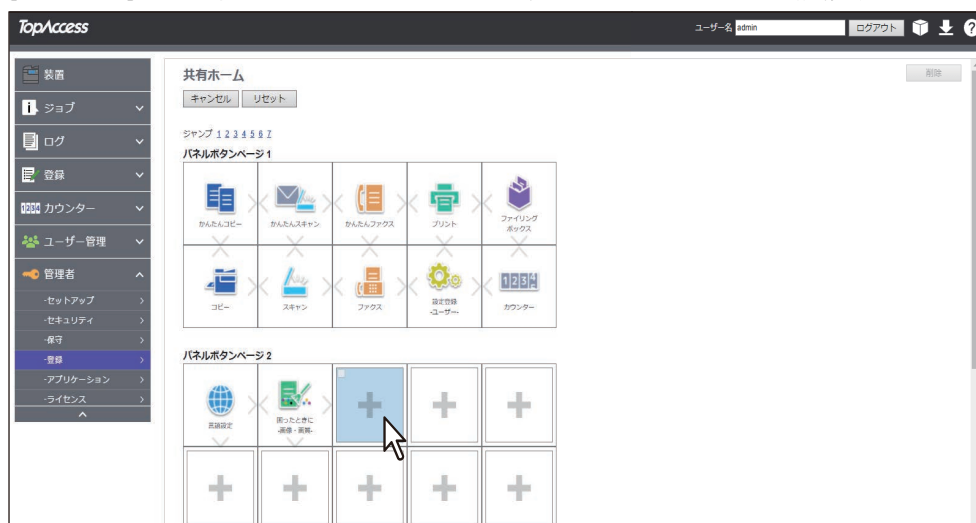 TopAccess
ユーザー名 admin ログアウト ?
装置
共有ホーム
削除
キャンセル リセット
ジョブ
ジャンプ 1 2 3 4 5 6 7
ログ
パネルボタンページ 1
登録
カウンター
ユーザー管理
管理者
-セットアップ
-セキュリティ
-保守
-登録
-アプリケーション
-ライセンス
かんたんコピー かんたんスキャン かんたんファクス プリント ファイリング
ボックス
コピー スキャン ファクス 設定登録
-ユーザー- カウンター
パネルボタンページ 2
言語設定 困ったときに
-画像・画質-